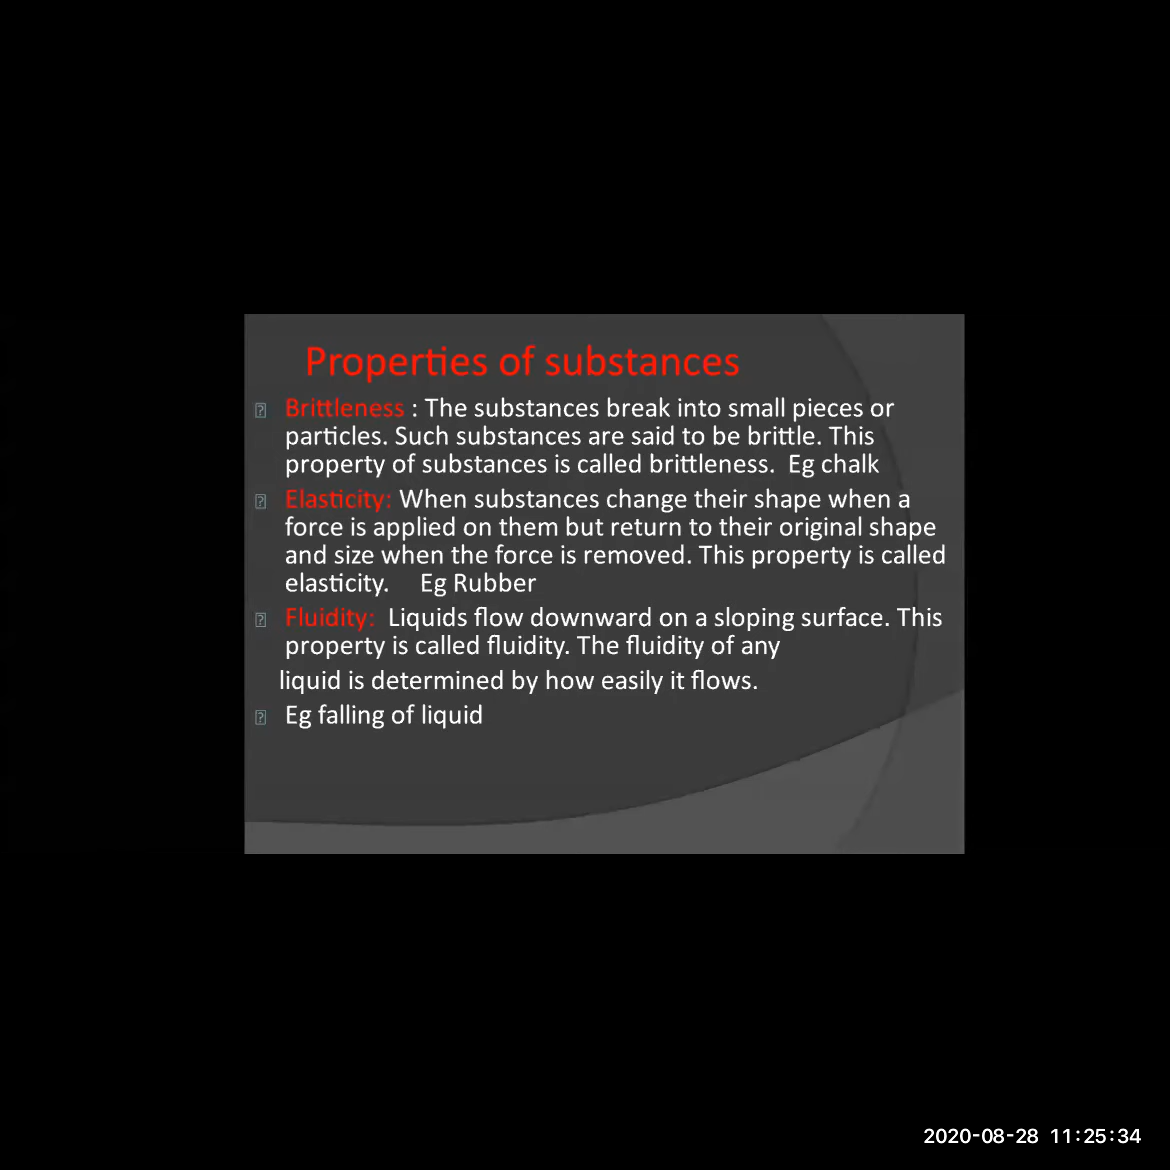 Properties of substances
Brittleness : The substances break into small pieces or
particles. Such substances are said to be brittle. This
property of substances is called brittleness.  Eg chalk
Elasticity: When substances change their shape when a
force is applied on them but return to their original shape
and size when the force is removed. This property is called
elasticity.    Eg Rubber
Fluidity:  Liquids flow downward on a sloping surface. This
property is called fluidity. The fluidity of any
liquid is determined by how easily it flows.
Eg falling of liquid
2020-08-28 11:25:34